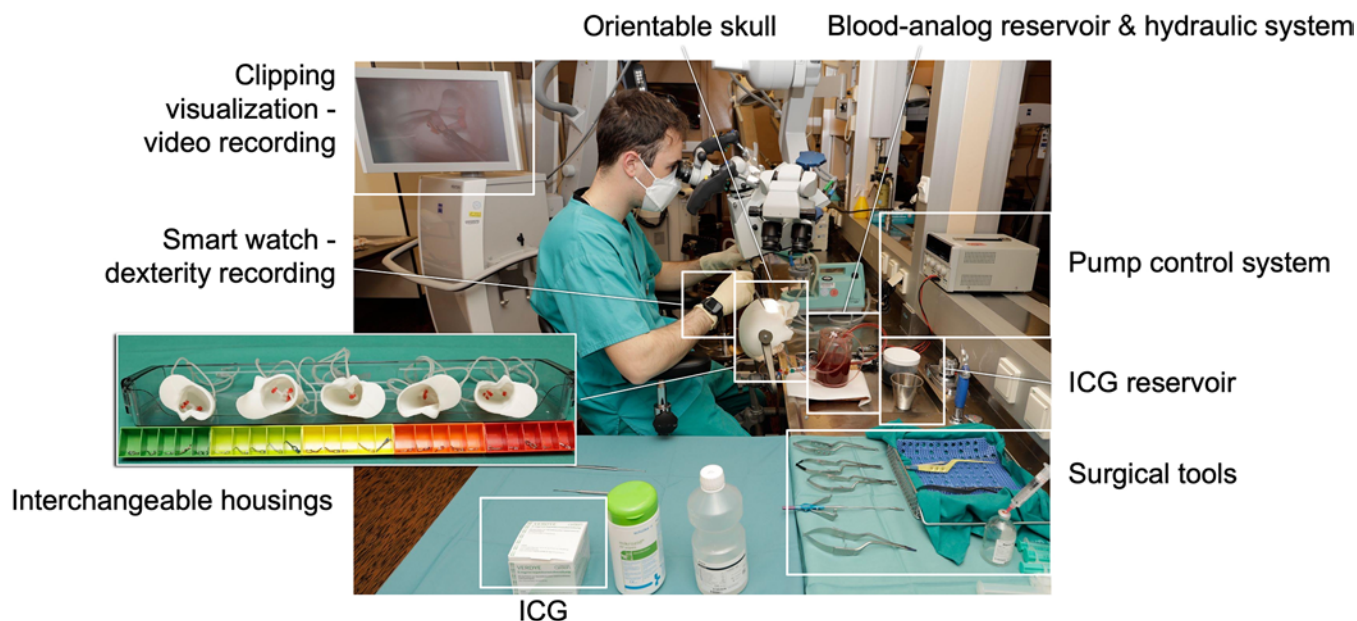 Orientable skull
Blood-analog reservoir & hydraulic system
Clipping
visualization -
video recording
Smart watch -
dexterity recording
Pump control system
ICG reservoir
Interchangeable housings
Surgical tools
VERDYE
ICG